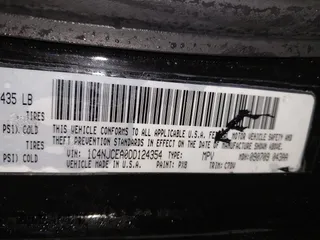 435 LB
TIRES
PSI) COLD
TIRES
PSI) COLD
THIS VEHICLE CONFORMS TO ALL APPLICABLE U.S.A. MOTOR VEHICLE SAFETY AND
THEFT PREVENTION STANDARDS IN EFFECT ON THE DATE OF MANUFACTURE SHOWN ABOVE.
VIN: 1C4NJCEA0DD124354 TYPE: MPV
VEHICLE MADE IN U.S.A. PAINT: PX8 TRIM: